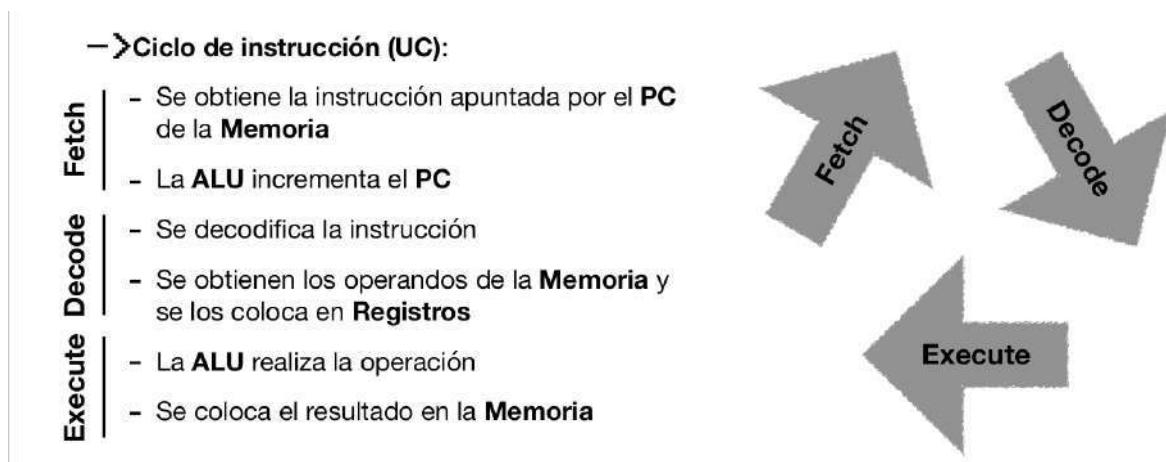 –>Ciclo de instrucción (UC):
Fetch
– Se obtiene la instrucción apuntada por el PC
de la Memoria
– La ALU incrementa el PC
Decode
– Se decodifica la instrucción
– Se obtienen los operandos de la Memoria y
se los coloca en Registros
Execute
– La ALU realiza la operación
– Se coloca el resultado en la Memoria
Fetch
Decode
Execute